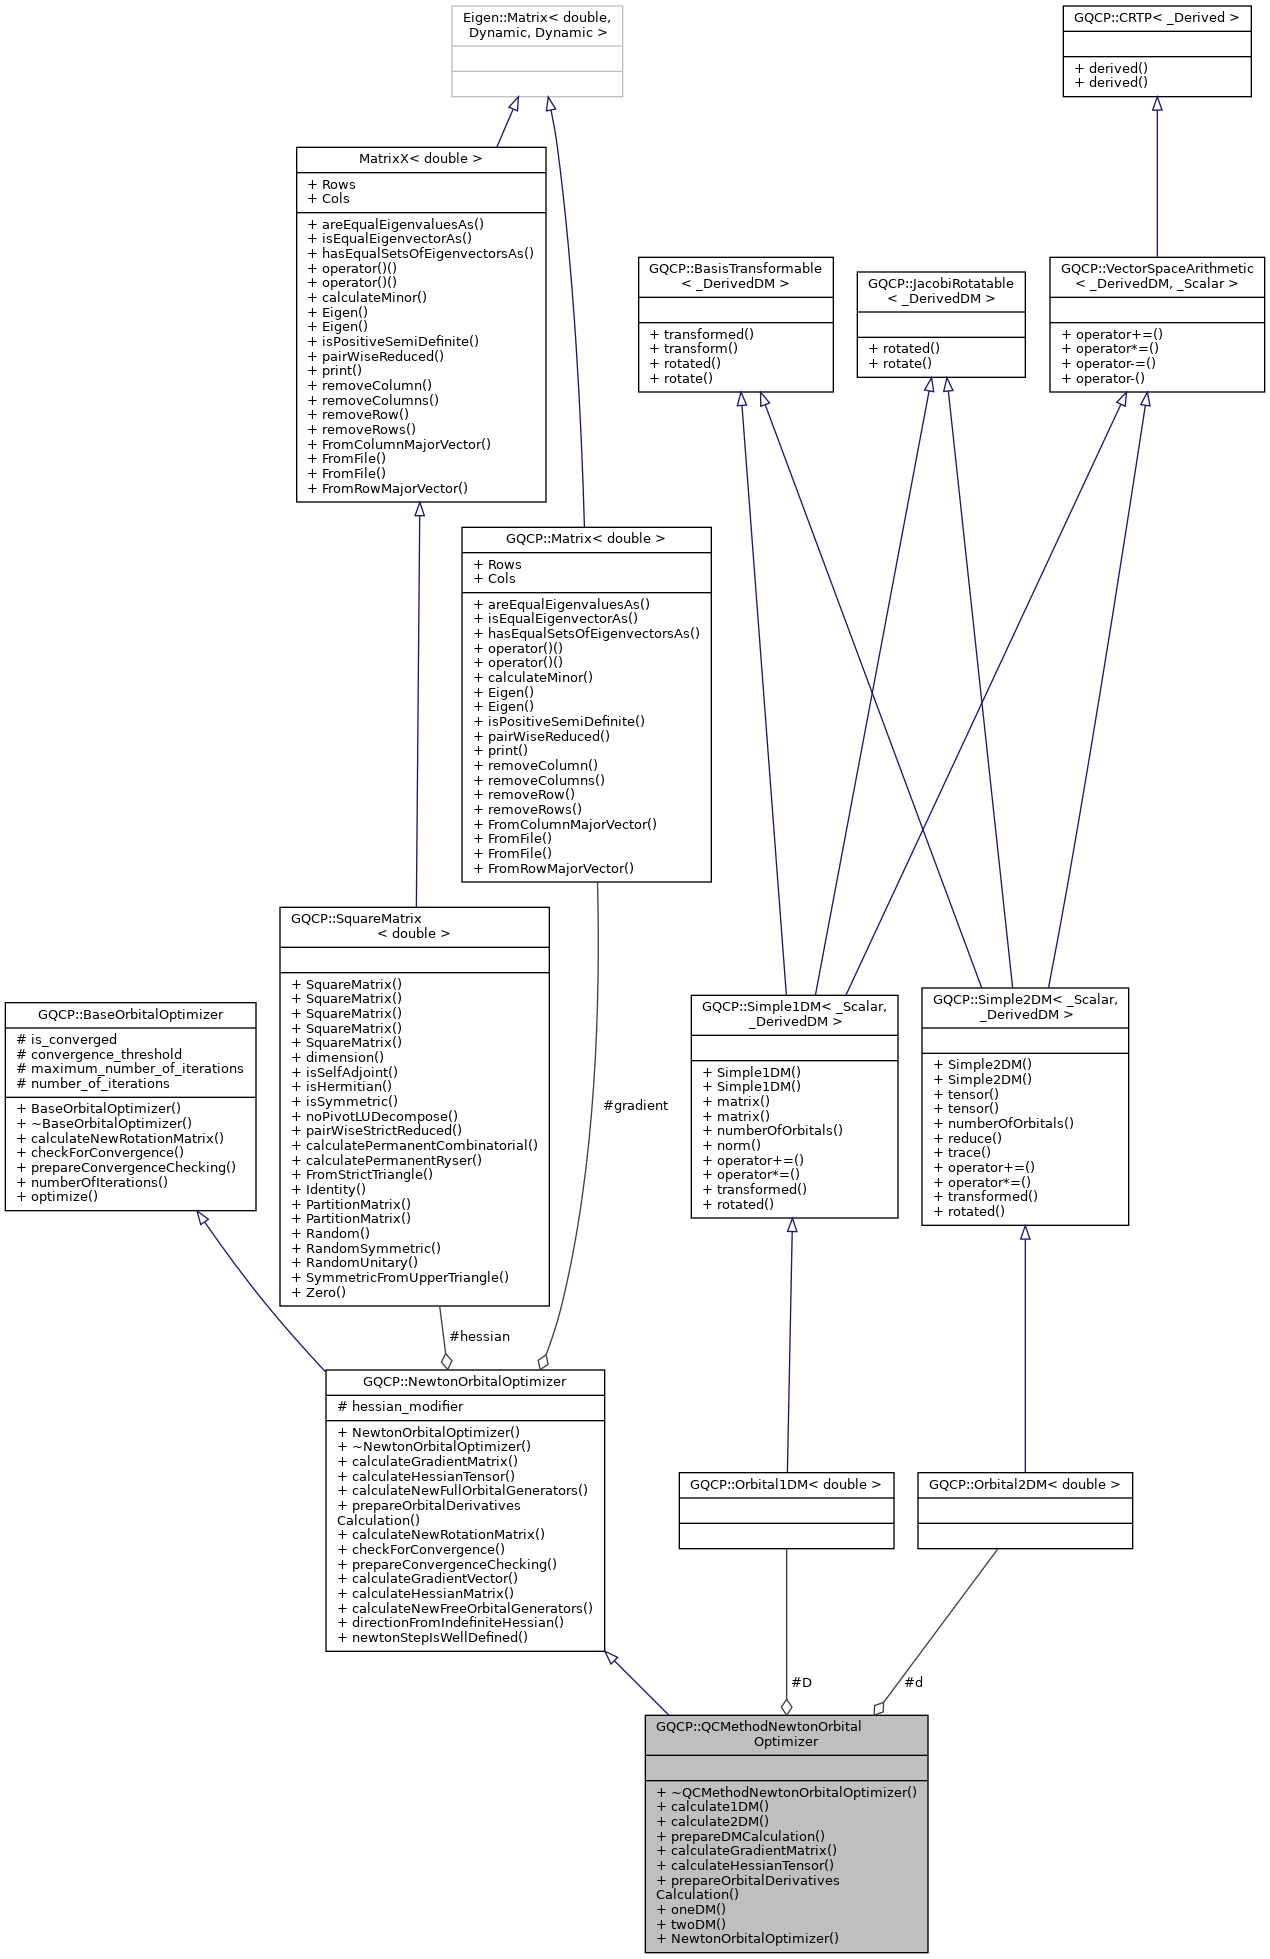 Eigen::Matrix< double,
Dynamic, Dynamic >
GQCP::CRTP< _Derived >
+ derived()
+ derived()
MatrixX< double >
+ Rows
+ Cols
+ areEqualEigenvaluesAs()
+ isEqualEigenvectorAs()
+ hasEqualSetsOfEigenvectorsAs()
+ operator()()
+ operator()()
+ calculateMinor()
+ Eigen()
+ Eigen()
+ isPositiveSemiDefinite()
+ pairWiseReduced()
+ print()
+ removeColumn()
+ removeColumns()
+ removeRow()
+ removeRows()
+ FromColumnMajorVector()
+ FromFile()
+ FromFile()
+ FromRowMajorVector()
GQCP::BasisTransformable
< _DerivedDM >
+ transformed()
+ transform()
+ rotated()
+ rotate()
GQCP::JacobiRotatable
< _DerivedDM >
+ rotated()
+ rotate()
GQCP::VectorSpaceArithmetic
< _DerivedDM, _Scalar >
+ operator+=()
+ operator*=()
+ operator-=()
+ operator-()
GQCP::Matrix< double >
+ Rows
+ Cols
+ areEqualEigenvaluesAs()
+ isEqualEigenvectorAs()
+ hasEqualSetsOfEigenvectorsAs()
+ operator()()
+ operator()()
+ calculateMinor()
+ Eigen()
+ Eigen()
+ isPositiveSemiDefinite()
+ pairWiseReduced()
+ print()
+ removeColumn()
+ removeColumns()
+ removeRow()
+ removeRows()
+ FromColumnMajorVector()
+ FromFile()
+ FromFile()
+ FromRowMajorVector()
GQCP::SquareMatrix
< double >
+ SquareMatrix()
+ SquareMatrix()
+ SquareMatrix()
+ SquareMatrix()
+ SquareMatrix()
+ dimension()
+ isSelfAdjoint()
+ isHermitian()
+ isSymmetric()
+ noPivotLUDecompose()
+ pairWiseStrictReduced()
+ calculatePermanentCombinatorial()
+ calculatePermanentRyser()
+ FromStrictTriangle()
+ Identity()
+ PartitionMatrix()
+ PartitionMatrix()
+ Random()
+ RandomSymmetric()
+ RandomUnitary()
+ SymmetricFromUpperTriangle()
+ Zero()
GQCP::BaseOrbitalOptimizer
# is_converged
# convergence_threshold
# maximum_number_of_iterations
# number_of_iterations
+ BaseOrbitalOptimizer()
+ ~BaseOrbitalOptimizer()
+ calculateNewRotationMatrix()
+ checkForConvergence()
+ prepareConvergenceChecking()
+ numberOfIterations()
+ optimize()
GQCP::Simple1DM< _Scalar,
_DerivedDM >
+ Simple1DM()
+ Simple1DM()
+ matrix()
+ matrix()
+ numberOfOrbitals()
+ norm()
+ operator+=()
+ operator*=()
+ transformed()
+ rotated()
GQCP::Simple2DM< _Scalar,
_DerivedDM >
+ Simple2DM()
+ Simple2DM()
+ tensor()
+ tensor()
+ numberOfOrbitals()
+ reduce()
+ trace()
+ operator+=()
+ operator*=()
+ transformed()
+ rotated()
#gradient
#hessian
GQCP::NewtonOrbitalOptimizer
# hessian_modifier
+ NewtonOrbitalOptimizer()
+ ~NewtonOrbitalOptimizer()
+ calculateGradientMatrix()
+ calculateHessianTensor()
+ calculateNewFullOrbitalGenerators()
+ prepareOrbitalDerivatives
Calculation()
+ calculateNewRotationMatrix()
+ checkForConvergence()
+ prepareConvergenceChecking()
+ calculateGradientVector()
+ calculateHessianMatrix()
+ calculateNewFreeOrbitalGenerators()
+ directionFromIndefiniteHessian()
+ newtonStepIsWellDefined()
GQCP::Orbital1DM< double >
GQCP::Orbital2DM< double >
#D
#d
GQCP::QCMethodNewtonOrbital
Optimizer
+ ~QCMethodNewtonOrbitalOptimizer()
+ calculate1DM()
+ calculate2DM()
+ prepareDMCalculation()
+ calculateGradientMatrix()
+ calculateHessianTensor()
+ prepareOrbitalDerivatives
Calculation()
+ oneDM()
+ twoDM()
+ NewtonOrbitalOptimizer()